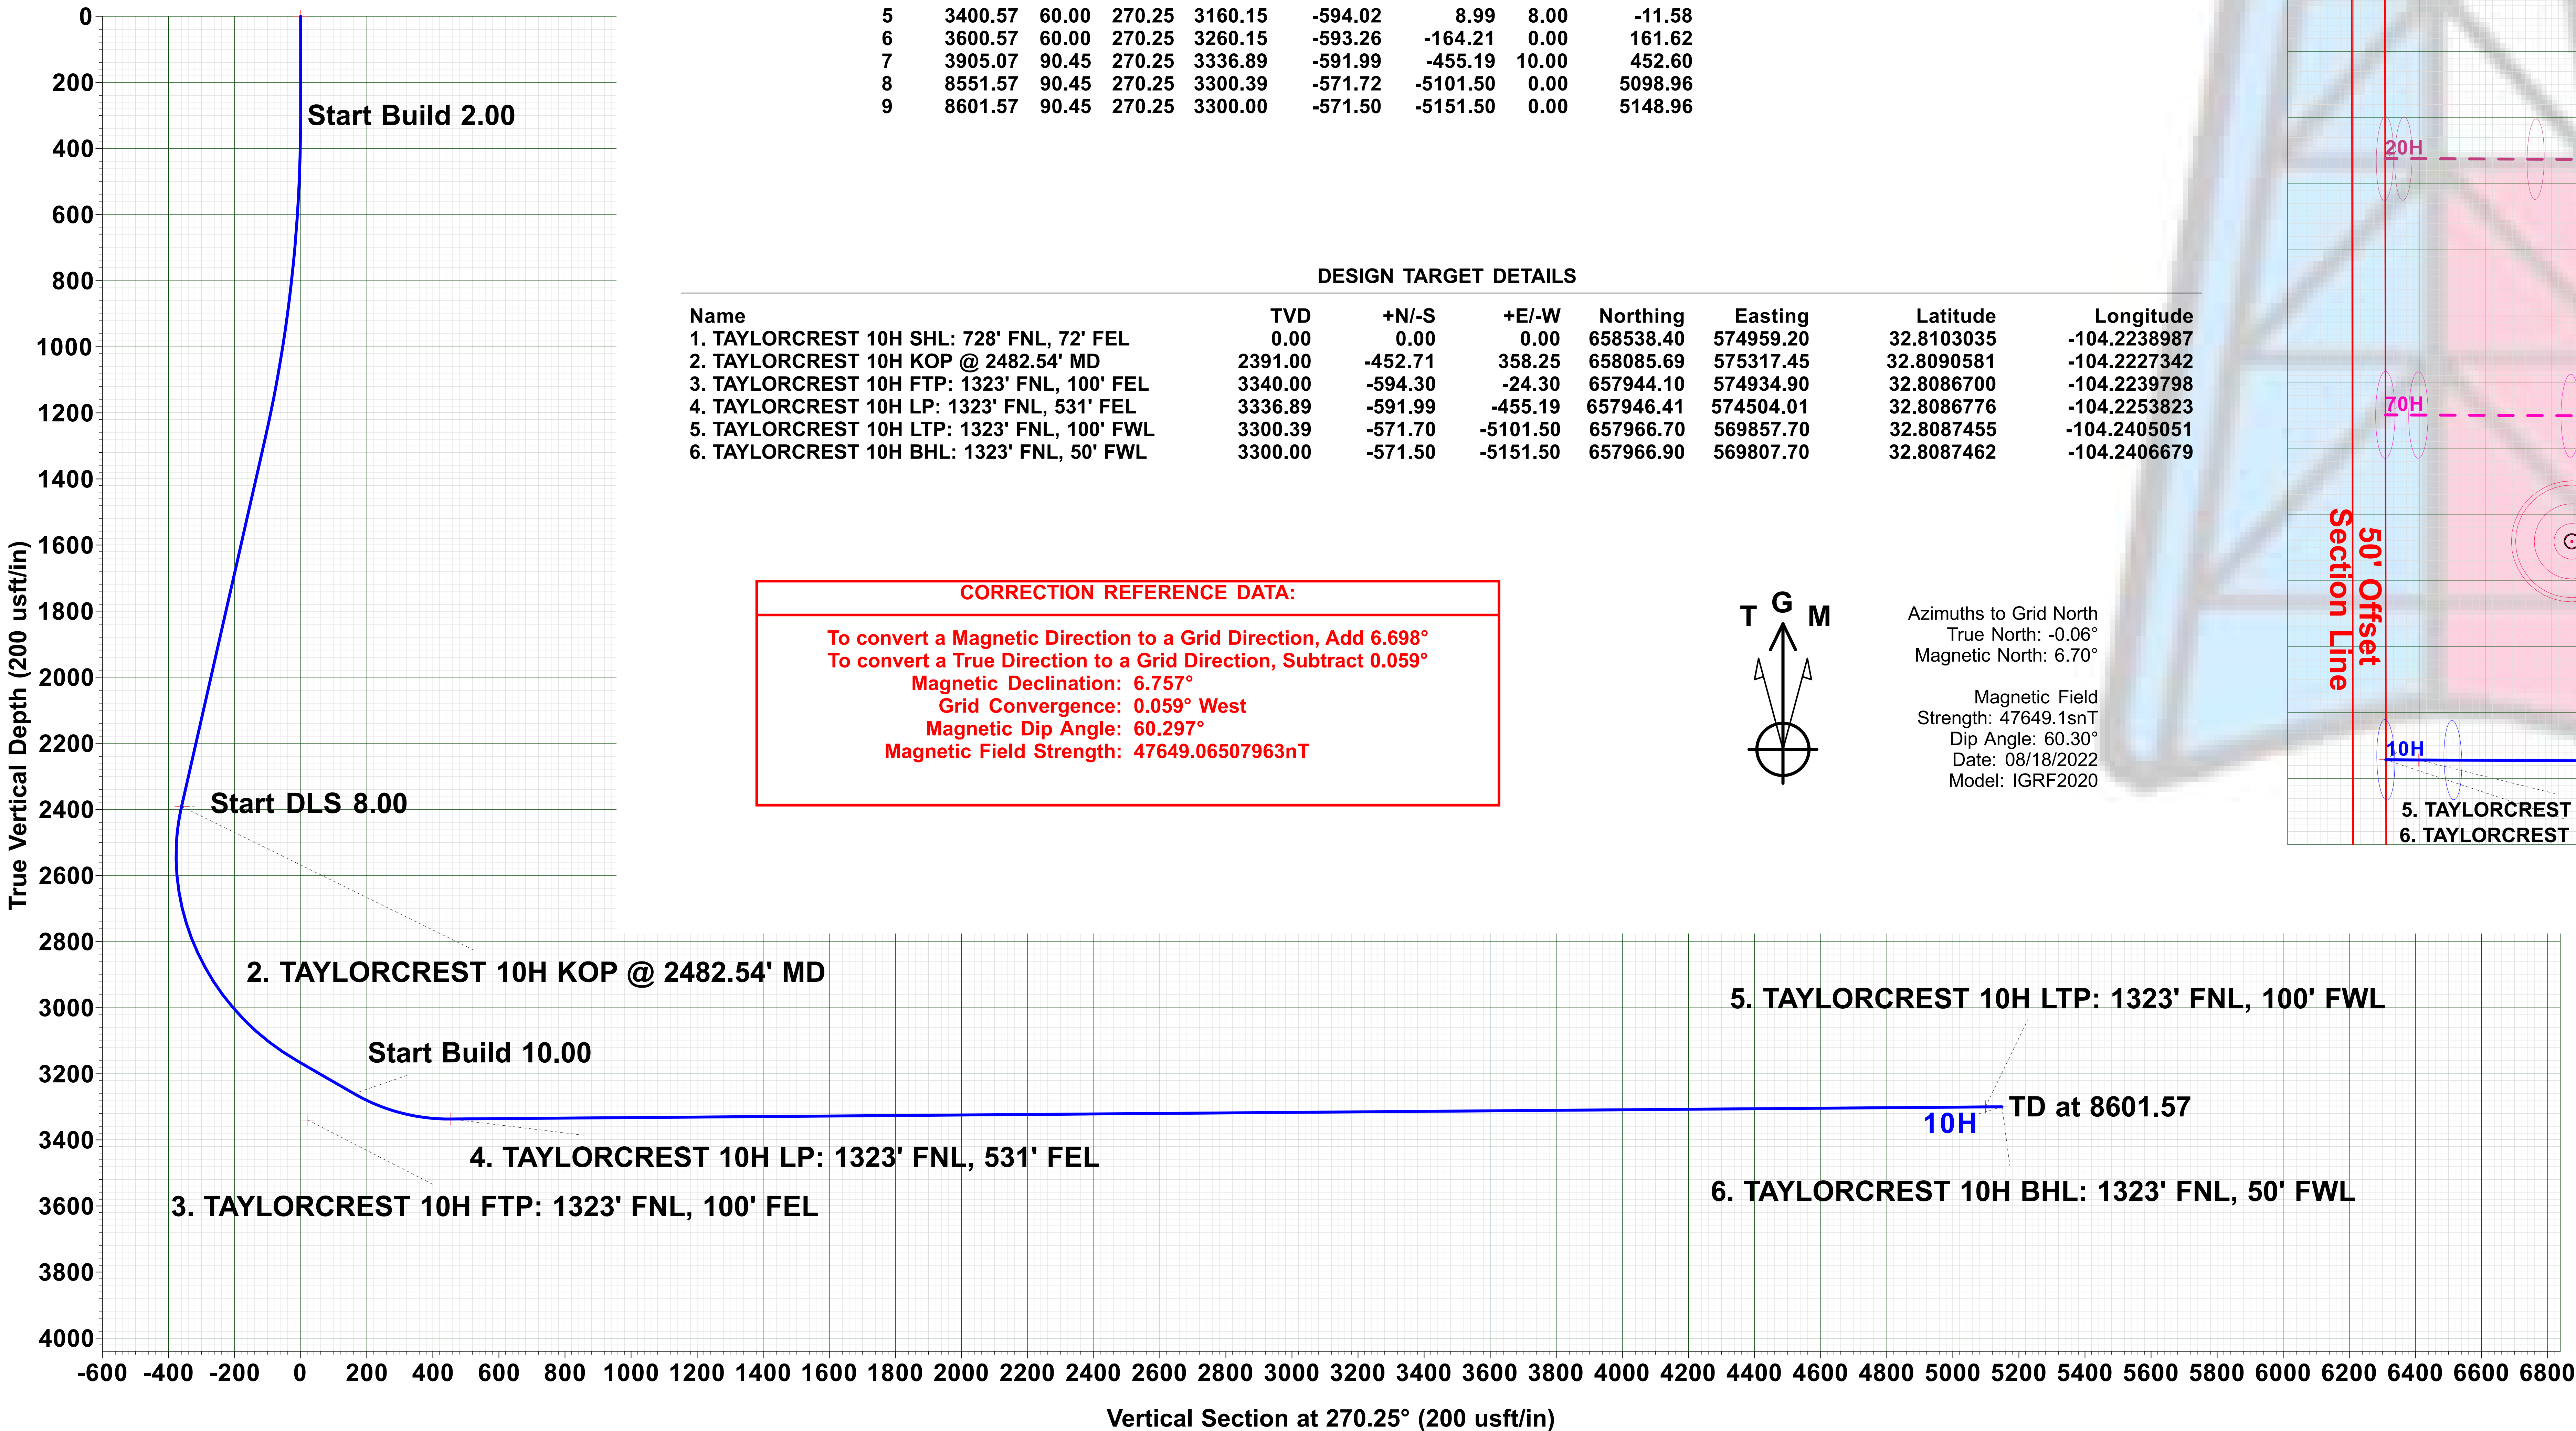 5 3400.57 60.00 270.25 3160.15 -594.02 8.99 8.00 -11.58
6 3600.57 60.00 270.25 3260.15 -593.26 -164.21 0.00 161.62
7 3905.07 90.45 270.25 3336.89 -591.99 -455.19 10.00 452.60
8 8551.57 90.45 270.25 3300.39 -571.72 -5101.50 0.00 5098.96
9 8601.57 90.45 270.25 3300.00 -571.50 -5151.50 0.00 5148.96
DESIGN TARGET DETAILS
Name TVD +N/-S +E/-W Northing Easting Latitude Longitude
1. TAYLORCREST 10H SHL: 728' FNL, 72' FEL 0.00 0.00 0.00 658538.40 574959.20 32.8103035 -104.2238987
2. TAYLORCREST 10H KOP @ 2482.54' MD 2391.00 -452.71 358.25 658085.69 575317.45 32.8090581 -104.2227342
3. TAYLORCREST 10H FTP: 1323' FNL, 100' FEL 3340.00 -594.30 -24.30 657944.10 574934.90 32.8086700 -104.2239798
4. TAYLORCREST 10H LP: 1323' FNL, 531' FEL 3336.89 -591.99 -455.19 657946.41 574504.01 32.8086776 -104.2253823
5. TAYLORCREST 10H LTP: 1323' FNL, 100' FWL 3300.39 -571.70 -5101.50 657966.70 569857.70 32.8087455 -104.2405051
6. TAYLORCREST 10H BHL: 1323' FNL, 50' FWL 3300.00 -571.50 -5151.50 657966.90 569807.70 32.8087462 -104.2406679
CORRECTION REFERENCE DATA:
To convert a Magnetic Direction to a Grid Direction, Add 6.698°
To convert a True Direction to a Grid Direction, Subtract 0.059°
Magnetic Declination: 6.757°
Grid Convergence: 0.059° West
Magnetic Dip Angle: 60.297°
Magnetic Field Strength: 47649.06507963nT
T G M
Azimuths to Grid North
True North: -0.06°
Magnetic North: 6.70°
Magnetic Field
Strength: 47649.1snT
Dip Angle: 60.30°
Date: 08/18/2022
Model: IGRF2020
20H
70H
50' Offset
Section Line
10H
5. TAYLORCREST
6. TAYLORCREST
True Vertical Depth (200 usft/in)
0
200
400
600
800
1000
1200
1400
1600
1800
2000
2200
2400
2600
2800
3000
3200
3400
3600
3800
4000
Start Build 2.00
Start DLS 8.00
2. TAYLORCREST 10H KOP @ 2482.54' MD
Start Build 10.00
5. TAYLORCREST 10H LTP: 1323' FNL, 100' FWL
TD at 8601.57
10H
4. TAYLORCREST 10H LP: 1323' FNL, 531' FEL
6. TAYLORCREST 10H BHL: 1323' FNL, 50' FWL
3. TAYLORCREST 10H FTP: 1323' FNL, 100' FEL
-600 -400 -200 0 200 400 600 800 1000 1200 1400 1600 1800 2000 2200 2400 2600 2800 3000 3200 3400 3600 3800 4000 4200 4400 4600 4800 5000 5200 5400 5600 5800 6000 6200 6400 6600 6800
Vertical Section at 270.25° (200 usft/in)